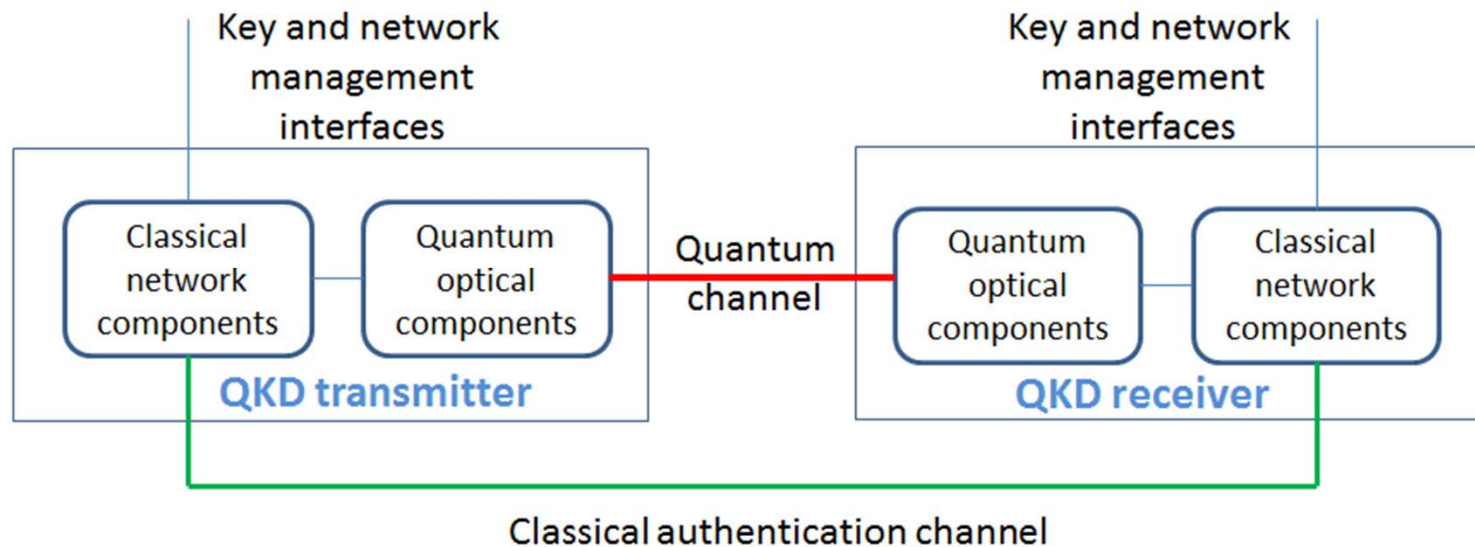 Key and network
management
interfaces
Key and network
management
interfaces
Classical
network
components
Quantum
optical
components
QKD transmitter
Quantum
channel
Quantum
optical
components
Classical
network
components
QKD receiver
Classical authentication channel